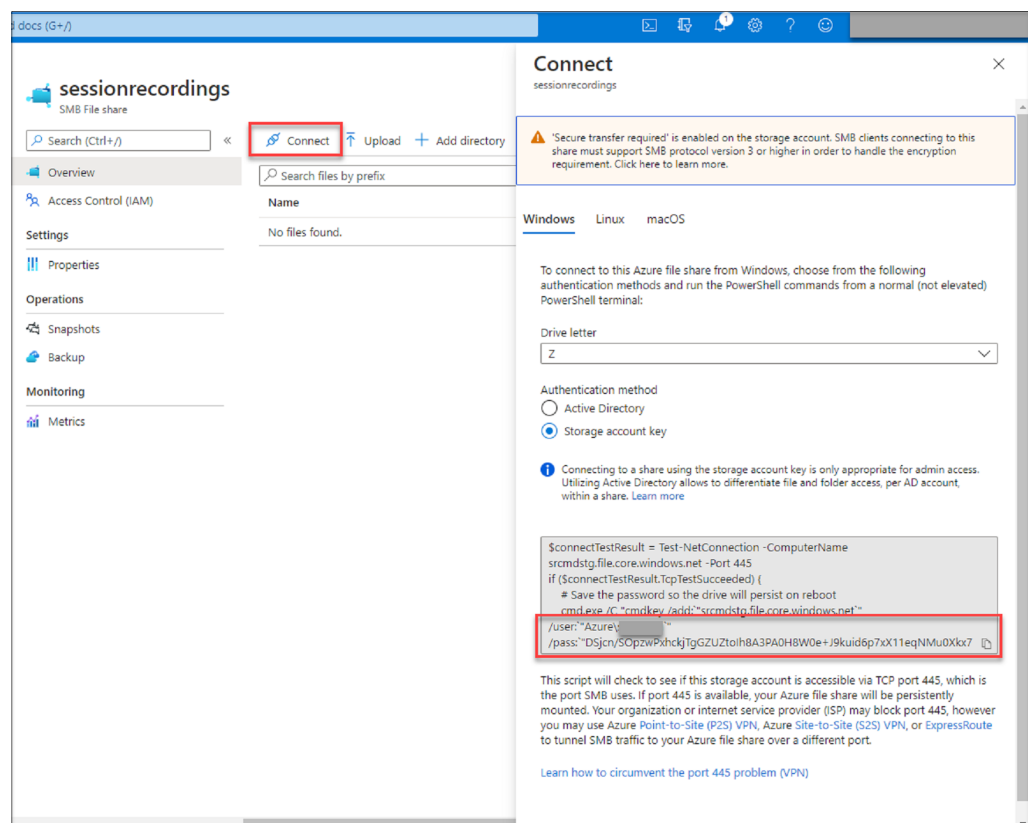 d docs (G+/)
1
sessionrecordings
SMB File share
Search (Ctrl+/)
«
Overview
Access Control (IAM)
Settings
Properties
Operations
Snapshots
Backup
Monitoring
Metrics
Connect
Upload
Add directory
Search files by prefix
Name
No files found.
Connect
sessionrecordings
'Secure transfer required' is enabled on the storage account. SMB clients connecting to this
share must support SMB protocol version 3 or higher in order to handle the encryption
requirement. Click here to learn more.
Windows Linux macOS
To connect to this Azure file share from Windows, choose from the following
authentication methods and run the PowerShell commands from a normal (not elevated)
PowerShell terminal:
Drive letter
Z
Authentication method
Active Directory
Storage account key
Connecting to a share using the storage account key is only appropriate for admin access.
Utilizing Active Directory allows to differentiate file and folder access, per AD account,
within a share. Learn more
$connectTestResult = Test-NetConnection -ComputerName
srcmdstg.file.core.windows.net -Port 445
if ($connectTestResult.TcpTestSucceeded) {
# Save the password so the drive will persist on reboot
cmd.exe /C "cmdkey /add:`"srcmdstg.file.core.windows.net`"
/user:`"Azure\ `"
/pass:`"DSjcn/SOpzwPxhckjTgGZUZtoIh8A3PA0H8W0e+J9kuid6p7xX11eqNMu0Xkx7
This script will check to see if this storage account is accessible via TCP port 445, which is
the port SMB uses. If port 445 is available, your Azure file share will be persistently
mounted. Your organization or internet service provider (ISP) may block port 445, however
you may use Azure Point-to-Site (P2S) VPN, Azure Site-to-Site (S2S) VPN, or ExpressRoute
to tunnel SMB traffic to your Azure file share over a different port.
Learn how to circumvent the port 445 problem (VPN)